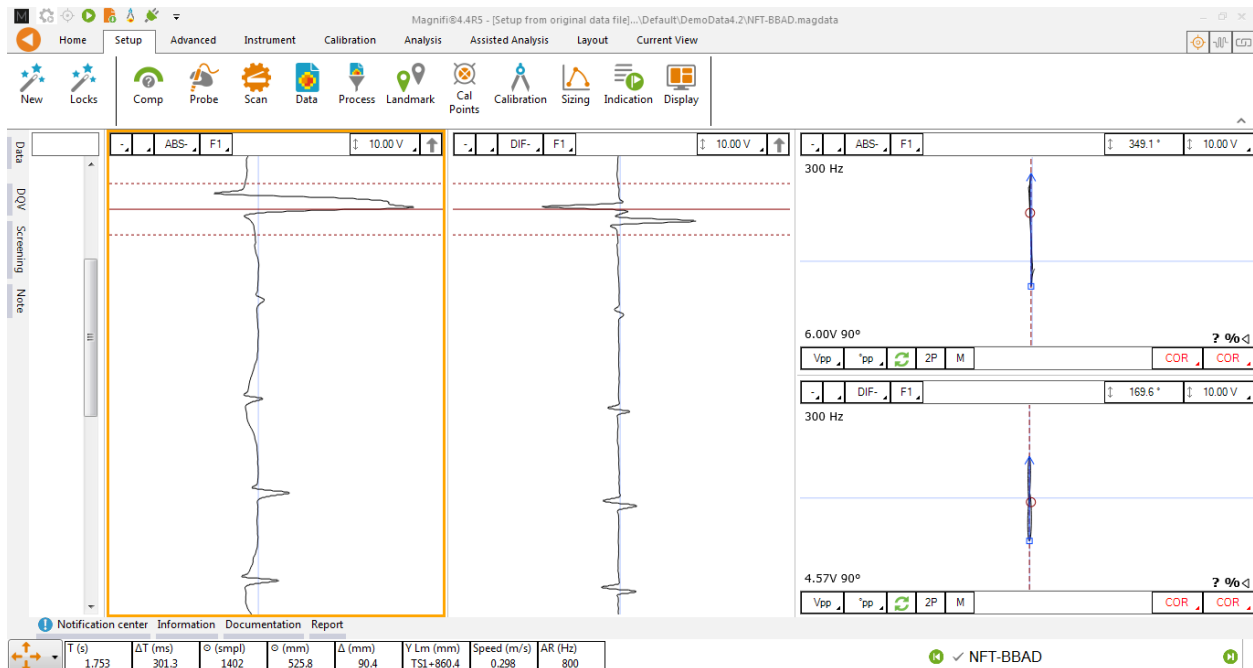 Magnifi®4.4R5 - [Setup from original data file]...\Default\DemoData4.2\NFT-BBAD.magdata
Home Setup Advanced Instrument Calibration Analysis Assisted Analysis Layout Current View
New Locks Comp Probe Scan Data Process Landmark Cal Points Calibration Sizing Indication Display
Data
DQV
Screening
Note
ABS- F1 10.00 V
DIF- F1 10.00 V
ABS- F1 349.1 ° 10.00 V
300 Hz
6.00V 90° ? %
Vpp °pp 2P M COR COR
DIF- F1 169.6 ° 10.00 V
300 Hz
4.57V 90° ? %
Vpp °pp 2P M COR COR
Notification center Information Documentation Report
T (s) ΔT (ms) ⊙ (smpl) ⊙ (mm) Δ (mm) Y Lm (mm) Speed (m/s) AR (Hz)
1.753 301.3 1402 525.8 90.4 TS1+860.4 0.298 800
NFT-BBAD